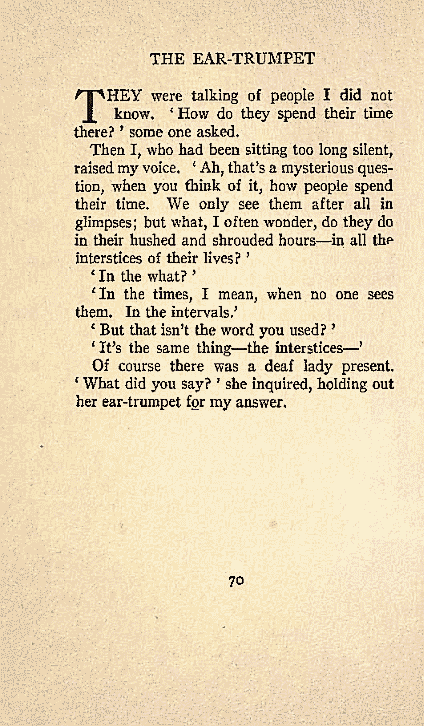 THE EAR-TRUMPET
THEY were talking of people I did not
know. ‘How do they spend their time
there?’ some one asked.
Then I, who had been sitting too long silent,
raised my voice. ‘Ah, that’s a mysterious ques-
tion, when you think of it, how people spend
their time. We only see them after all in
glimpses; but what, I often wonder, do they do
in their hushed and shrouded hours—in all the
interstices of their lives?’
‘In the what?’
‘In the times, I mean, when no one sees
them. In the intervals.’
‘But that isn’t the word you used?’
‘It’s the same thing—the interstices—’
Of course there was a deaf lady present.
‘What did you say?’ she inquired, holding out
her ear-trumpet for my answer.
70